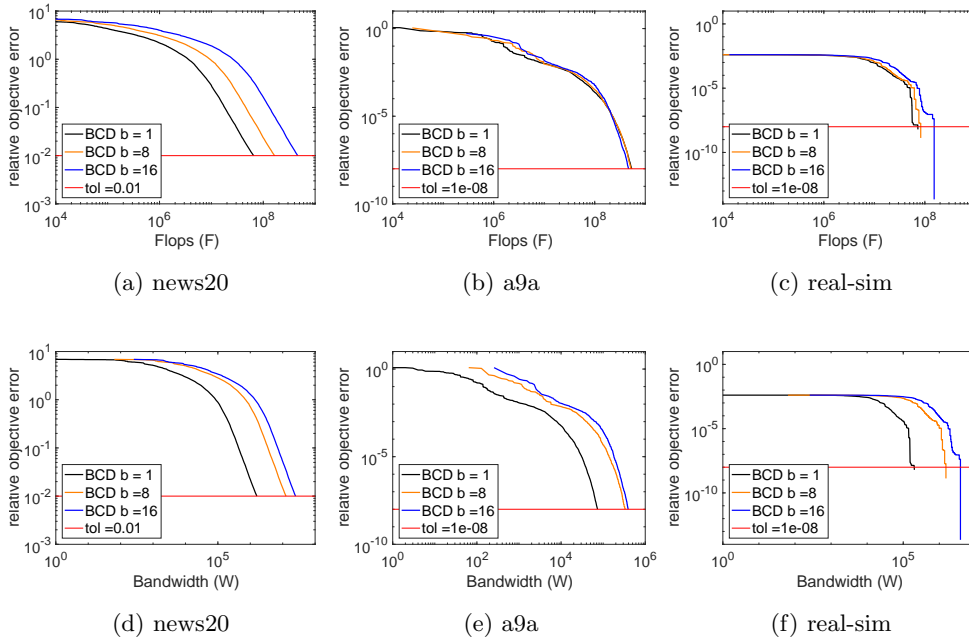 relative objective error
10^1
10^0
10^-1
10^-2
10^-3
BCD b = 1
BCD b =8
BCD b =16
tol =0.01
10^4
10^6
10^8
Flops (F)
(a) news20
relative objective error
10^0
10^-5
10^-10
BCD b = 1
BCD b =8
BCD b =16
tol =1e-08
10^4
10^6
10^8
Flops (F)
(b) a9a
relative objective error
10^0
10^-5
10^-10
BCD b = 1
BCD b =8
BCD b =16
tol =1e-08
10^4
10^6
10^8
Flops (F)
(c) real-sim
relative objective error
10^1
10^0
10^-1
10^-2
10^-3
BCD b = 1
BCD b =8
BCD b =16
tol =0.01
10^0
10^5
Bandwidth (W)
(d) news20
relative objective error
10^0
10^-5
10^-10
BCD b = 1
BCD b =8
BCD b =16
tol =1e-08
10^0
10^2
10^4
10^6
Bandwidth (W)
(e) a9a
relative objective error
10^0
10^-5
10^-10
BCD b = 1
BCD b =8
BCD b =16
tol =1e-08
10^0
10^5
Bandwidth (W)
(f) real-sim